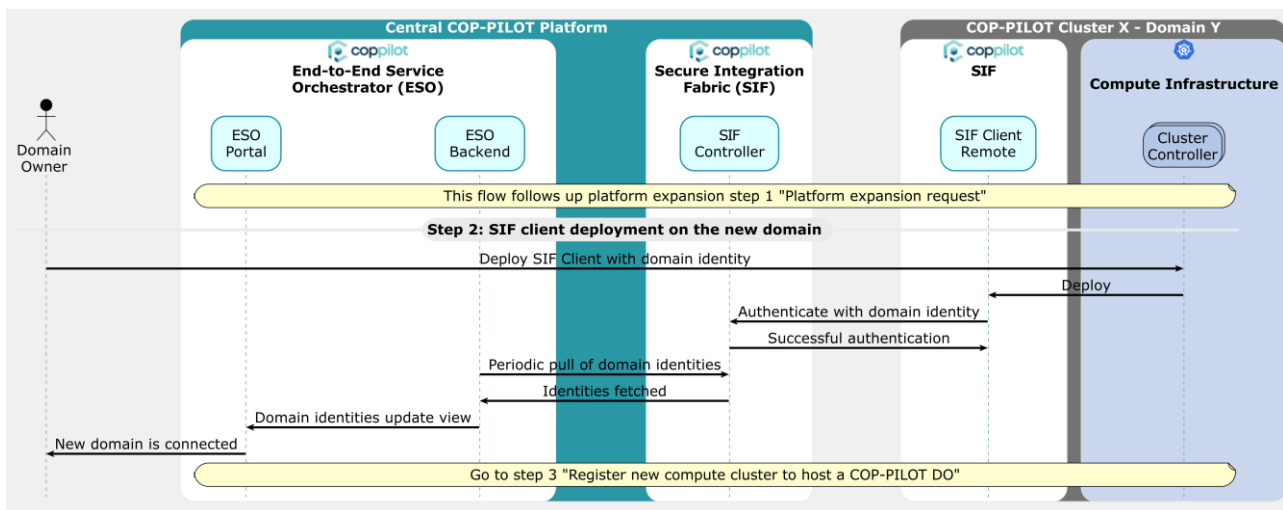 Central COP-PILOT Platform
COP-PILOT Cluster X - Domain Y
coppilot
End-to-End Service
Orchestrator (ESO)
coppilot
Secure Integration
Fabric (SIF)
coppilot
SIF
Compute Infrastructure
Domain
Owner
ESO
Portal
ESO
Backend
SIF
Controller
SIF Client
Remote
Cluster
Controller
This flow follows up platform expansion step 1 "Platform expansion request"
Step 2: SIF client deployment on the new domain
Deploy SIF Client with domain identity
Deploy
Authenticate with domain identity
Successful authentication
Periodic pull of domain identities
Identities fetched
Domain identities update view
New domain is connected
Go to step 3 "Register new compute cluster to host a COP-PILOT DO"